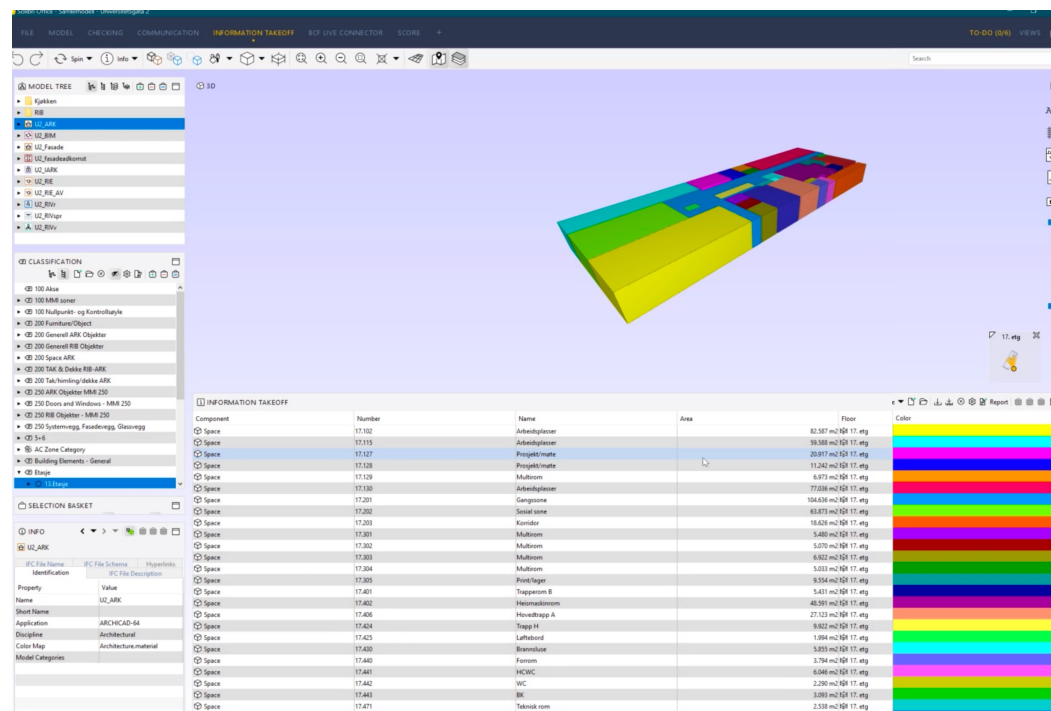 Solibri Office - Samlemodell - Universitetsgata 2
FILE MODEL CHECKING COMMUNICATION INFORMATION TAKEOFF BCF LIVE CONNECTOR SCORE + TO-DO (0/6) VIEWS
Spin Info Search
MODEL TREE
Kjøkken
RIB
U2_ARK
U2_BIM
U2_Fasade
U2_fasadeadkomst
U2_IARK
U2_RIE
U2_RIE_AV
U2_RIVr
U2_RIVspr
U2_RIVv
3D
17. etg
CLASSIFICATION
100 Akse
100 MMI soner
100 Nullpunkt- og Kontrollsøyle
200 Furniture/Object
200 Generell ARK Objekter
200 Generell RIB Objekter
200 Space ARK
200 TAK & Dekke RIB-ARK
200 Tak/himling/dekke ARK
250 ARK Objekter MMI 250
250 Doors and Windows - MMI 250
250 RIB Objekter - MMI 250
250 Systemvegg, Fasadevegg, Glassvegg
5+6
AC Zone Category
Building Elements - General
Etasje
13.Etasje
SELECTION BASKET
INFO
U2_ARK
IFC File Name IFC File Schema Hyperlinks
Identification IFC File Description
Property Value
Name U2_ARK
Short Name
Application ARCHICAD-64
Discipline Architectural
Color Map Architecture.material
Model Categories
INFORMATION TAKEOFF Report
Component Number Name Area Floor Color
Space 17.102 Arbeidsplasser 82.587 m2 17. etg
Space 17.115 Arbeidsplasser 59.588 m2 17. etg
Space 17.127 Prosjekt/møte 20.917 m2 17. etg
Space 17.128 Prosjekt/møte 11.242 m2 17. etg
Space 17.129 Multirom 6.973 m2 17. etg
Space 17.130 Arbeidsplasser 77.036 m2 17. etg
Space 17.201 Gangssone 104.636 m2 17. etg
Space 17.202 Sosial sone 63.873 m2 17. etg
Space 17.203 Korridor 18.626 m2 17. etg
Space 17.301 Multirom 5.480 m2 17. etg
Space 17.302 Multirom 5.070 m2 17. etg
Space 17.303 Multirom 6.922 m2 17. etg
Space 17.304 Multirom 5.033 m2 17. etg
Space 17.305 Print/lager 9.554 m2 17. etg
Space 17.401 Trapperom B 5.431 m2 17. etg
Space 17.402 Heismaskinrom 48.591 m2 17. etg
Space 17.406 Hovedtrapp A 27.123 m2 17. etg
Space 17.424 Trapp H 9.922 m2 17. etg
Space 17.425 Løftebord 1.994 m2 17. etg
Space 17.430 Brannsluse 5.855 m2 17. etg
Space 17.440 Forrom 3.794 m2 17. etg
Space 17.441 HCWC 6.046 m2 17. etg
Space 17.442 WC 2.290 m2 17. etg
Space 17.443 BK 3.093 m2 17. etg
Space 17.471 Teknisk rom 2.538 m2 17. etg